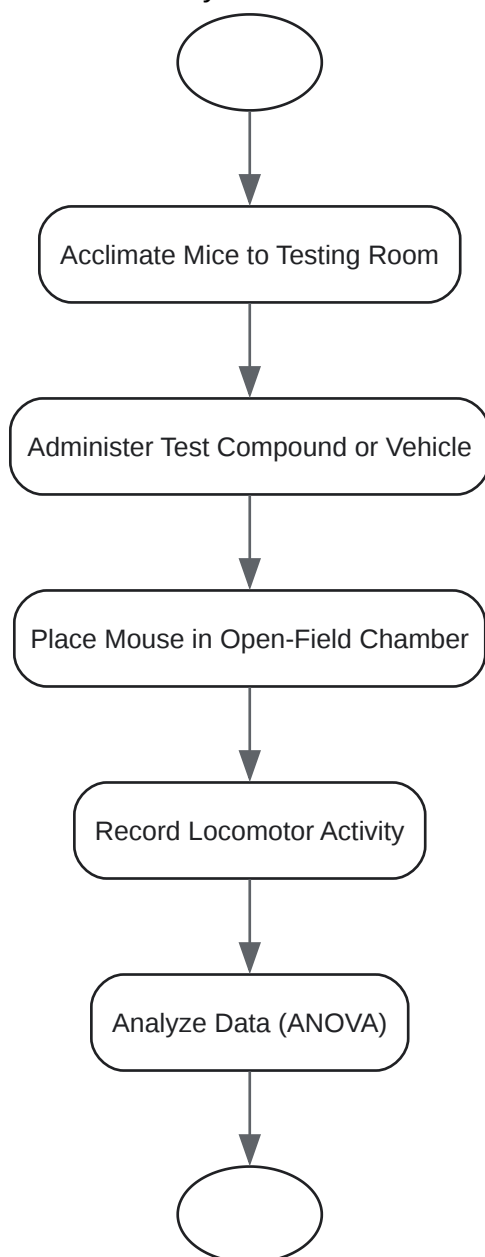 Acclimate Mice to Testing Room
Administer Test Compound or Vehicle
Place Mouse in Open-Field Chamber
Record Locomotor Activity
Analyze Data (ANOVA)